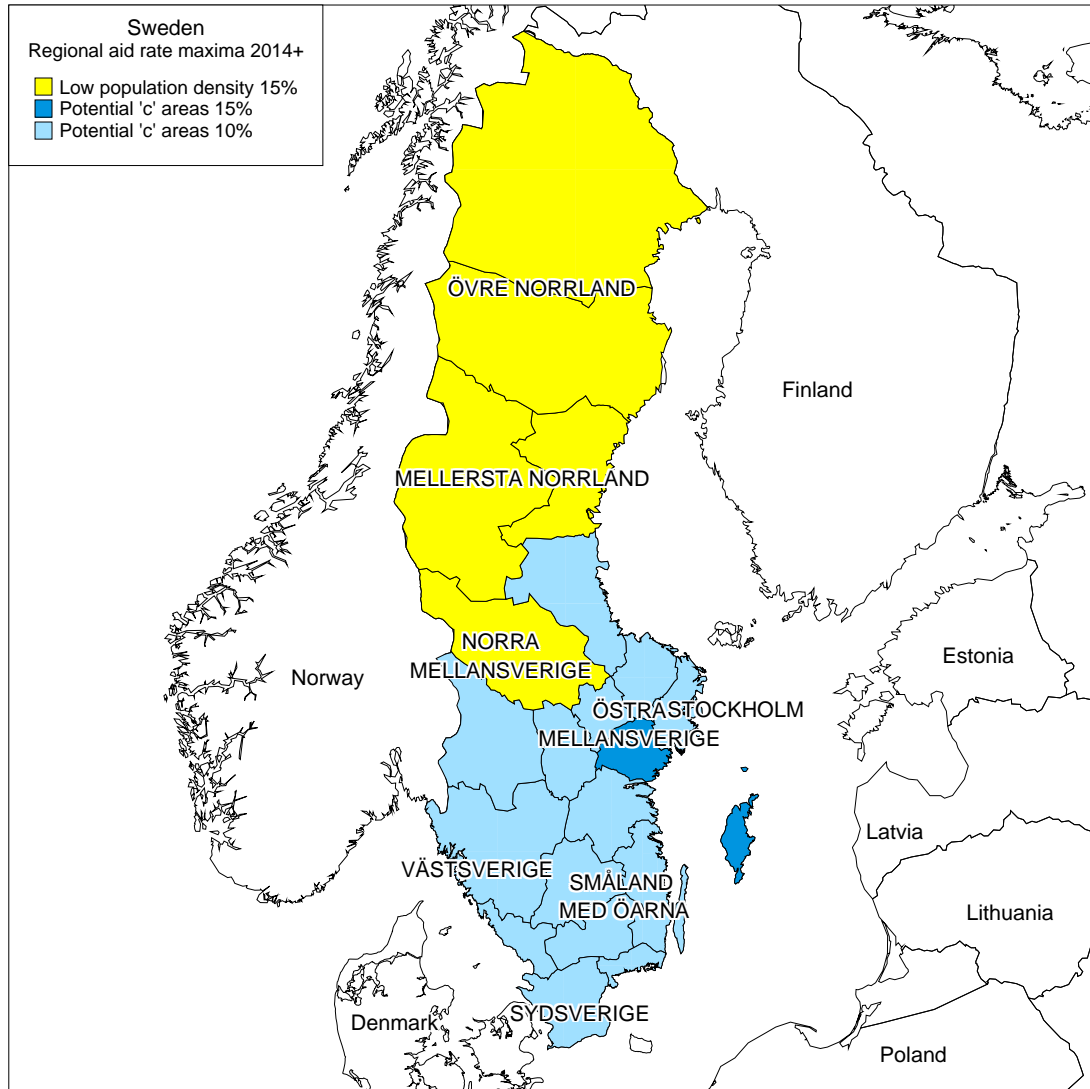 Sweden
Regional aid rate maxima 2014+
Low population density 15%
Potential 'c' areas 15%
Potential 'c' areas 10%
ÖVRE NORRLAND
Finland
MELLERSTA NORRLAND
NORRA
MELLANSVERIGE
Norway
Estonia
ÖSTRA
MELLANSVERIGE
STOCKHOLM
Latvia
VÄSTSVERIGE
SMÅLAND
MED ÖARNA
Lithuania
SYDSVERIGE
Denmark
Poland